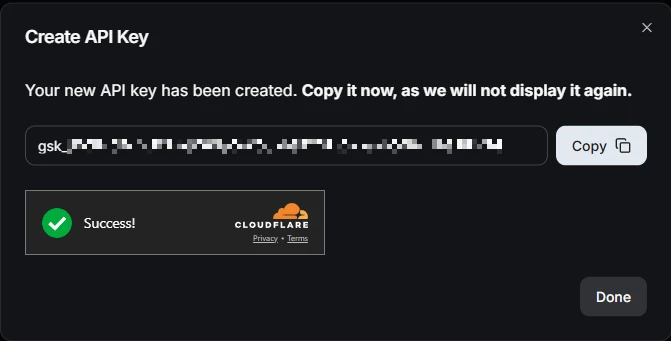 Create API Key
Your new API key has been created. Copy it now, as we will not display it again.
gsk_
Copy
Success!
CLOUDFLARE
Privacy • Terms
Done